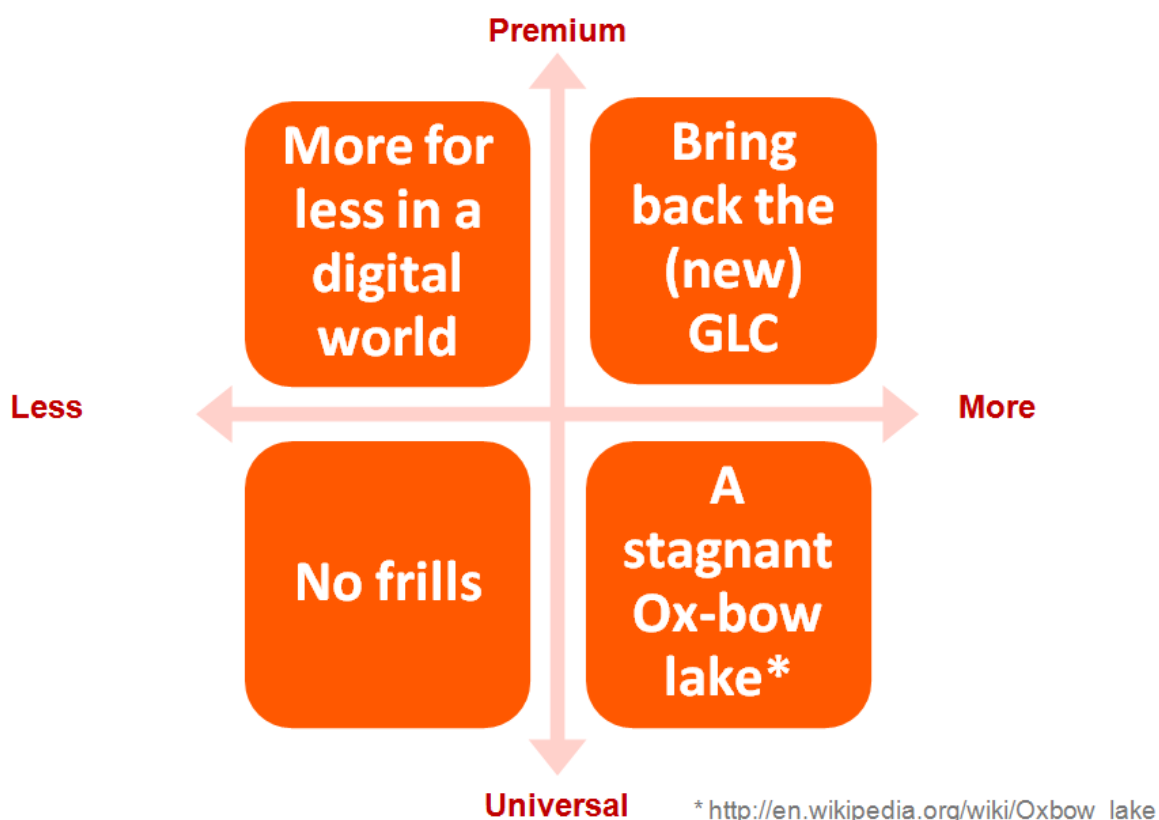 Premium
More for
less in a
digital
world
Bring
back the
(new)
GLC
Less
More
No frills
A
stagnant
Ox-bow
lake*
Universal
* http://en.wikipedia.org/wiki/Oxbow_lake